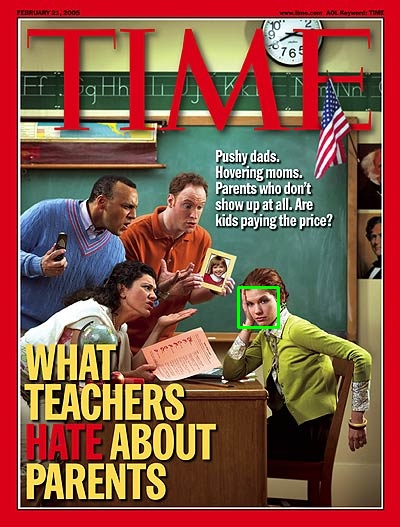 FEBRUARY 21, 2005
www.time.com AOL Keyword: TIME
TIME
Pushy dads.
Hovering moms.
Parents who don't
show up at all. Are
kids paying the price?
WHAT
TEACHERS
HATE ABOUT
PARENTS